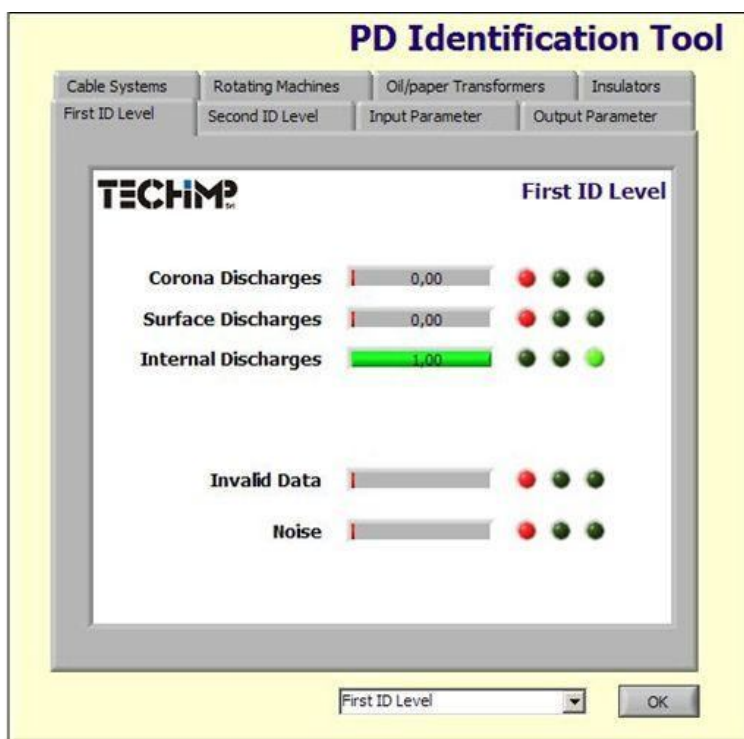 PD Identification Tool
Cable Systems Rotating Machines Oil/paper Transformers Insulators
First ID Level Second ID Level Input Parameter Output Parameter
TECHiMP First ID Level
Corona Discharges 0,00
Surface Discharges 0,00
Internal Discharges 1,00
Invalid Data
Noise
First ID Level OK